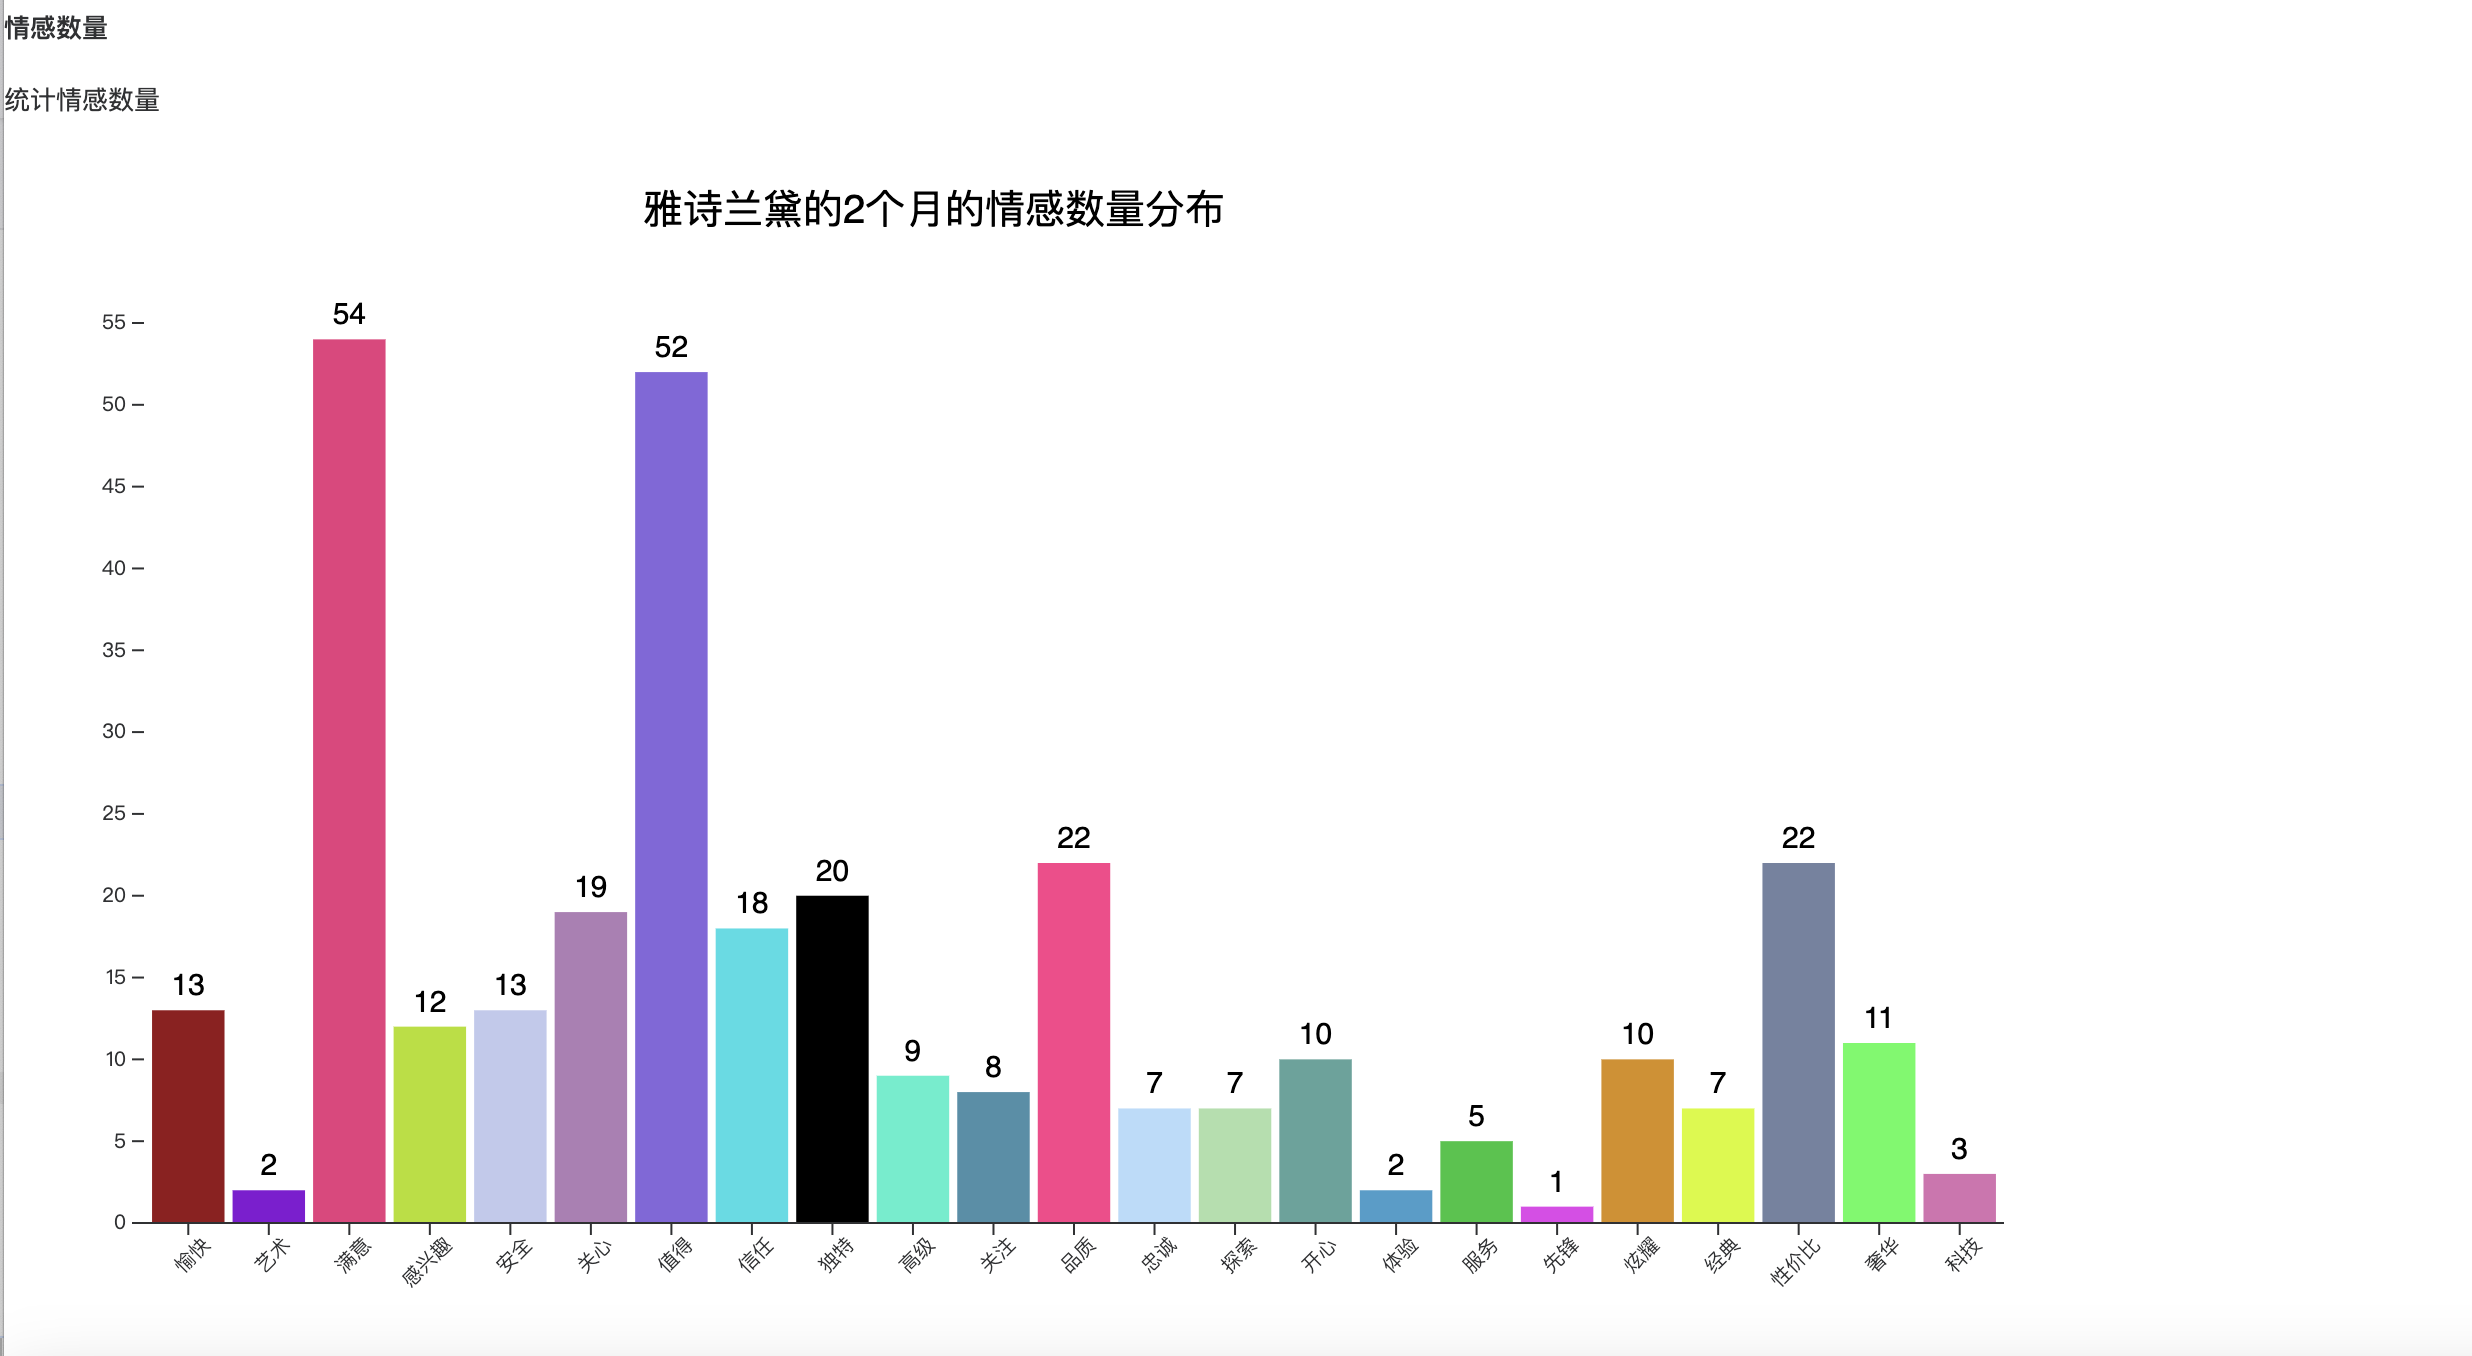 情感数量
统计情感数量
雅诗兰黛的2个月的情感数量分布
55
50
45
40
35
30
25
20
15
10
5
0
13
2
54
12
13
19
52
18
20
9
8
22
7
7
10
2
5
1
10
7
22
11
3
愉快
艺术
满意
感兴趣
安全
关心
值得
信任
独特
高级
关注
品质
忠诚
探索
开心
体验
服务
先锋
炫耀
经典
性价比
奢华
科技